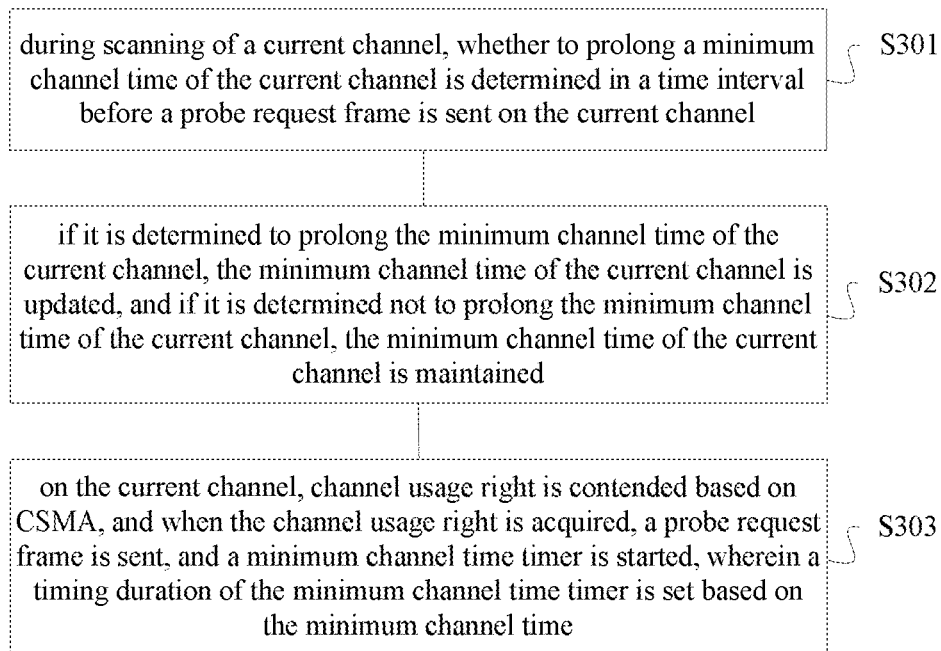 during scanning of a current channel, whether to prolong a minimum
channel time of the current channel is determined in a time interval
before a probe request frame is sent on the current channel
S301
if it is determined to prolong the minimum channel time of the
current channel, the minimum channel time of the current channel is
updated, and if it is determined not to prolong the minimum channel
time of the current channel, the minimum channel time of the current
channel is maintained
S302
on the current channel, channel usage right is contended based on
CSMA, and when the channel usage right is acquired, a probe request
frame is sent, and a minimum channel time timer is started, wherein a
timing duration of the minimum channel time timer is set based on
the minimum channel time
S303